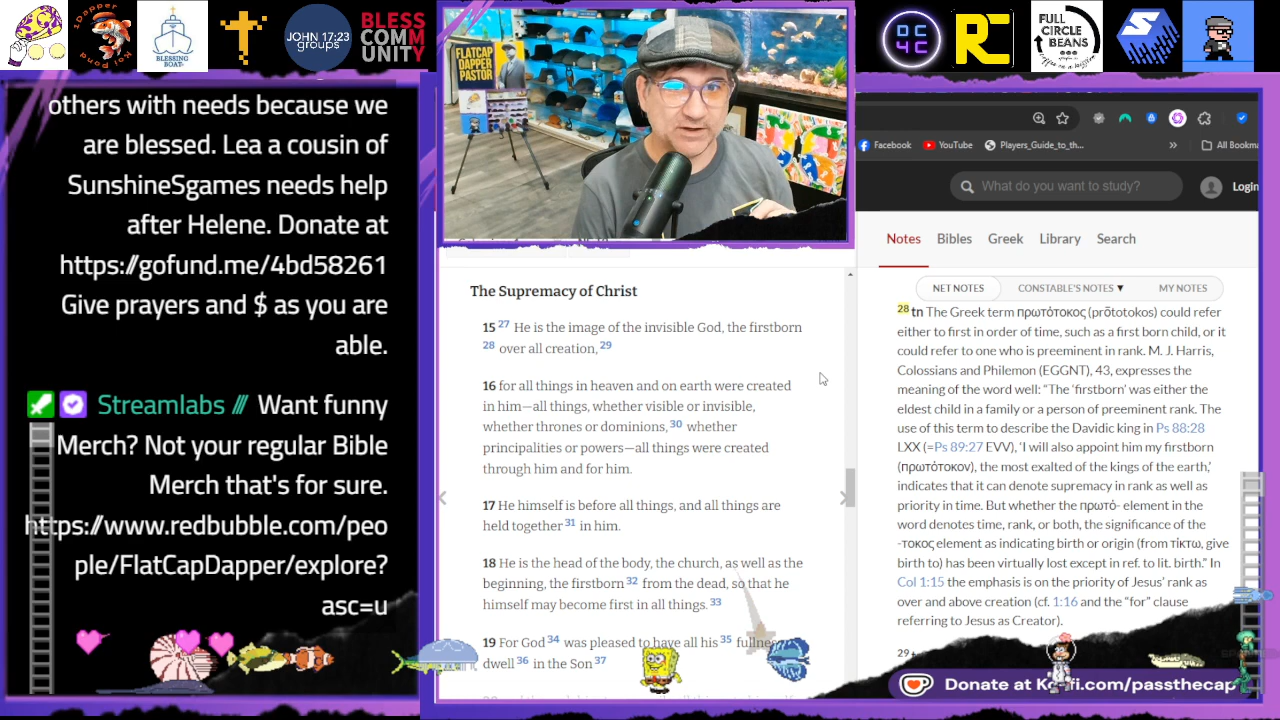 1Dapper
Koi Pond
BLESSING
BOAT
JOHN 17:23
groups
BLESS
COMM
UNITY
OC
4C
RC
FULL
CIRCLE
BEANS
others with needs because we
are blessed. Lea a cousin of
SunshineSgames needs help
after Helene. Donate at
https://gofund.me/4bd58261
Give prayers and $ as you are
able.
Streamlabs /// Want funny
Merch? Not your regular Bible
Merch that's for sure.
https://www.redbubble.com/peo
ple/FlatCapDapper/explore?
asc=u
FLATCAP
DAPPER
PASTOR
The Supremacy of Christ
15 27 He is the image of the invisible God, the firstborn
28 over all creation, 29
16 for all things in heaven and on earth were created
in him—all things, whether visible or invisible,
whether thrones or dominions, 30 whether
principalities or powers—all things were created
through him and for him.
17 He himself is before all things, and all things are
held together 31 in him.
18 He is the head of the body, the church, as well as the
beginning, the firstborn 32 from the dead, so that he
himself may become first in all things. 33
19 For God 34 was pleased to have all his 35
dwell 36 in the Son 37
Facebook YouTube Players_Guide_to_th... » All Bookma
What do you want to study? Login
Notes Bibles Greek Library Search
NET NOTES CONSTABLE'S NOTES ▼ MY NOTES
28 tn The Greek term πρωτότοκος (prōtotokos) could refer
either to first in order of time, such as a first born child, or it
could refer to one who is preeminent in rank. M. J. Harris,
Colossians and Philemon (EGGNT), 43, expresses the
meaning of the word well: “The ‘firstborn’ was either the
eldest child in a family or a person of preeminent rank. The
use of this term to describe the Davidic king in Ps 88:28
LXX (=Ps 89:27 EVV), ‘I will also appoint him my firstborn
(πρωτότοκον), the most exalted of the kings of the earth,’
indicates that it can denote supremacy in rank as well as
priority in time. But whether the πρωτό- element in the
word denotes time, rank, or both, the significance of the
-τοκος element as indicating birth or origin (from τίκτω, give
birth to) has been virtually lost except in ref. to lit. birth.” In
Col 1:15 the emphasis is on the priority of Jesus’ rank as
over and above creation (cf. 1:16 and the “for” clause
referring to Jesus as Creator).
29
Donate at Ko-fi.com/passthecap